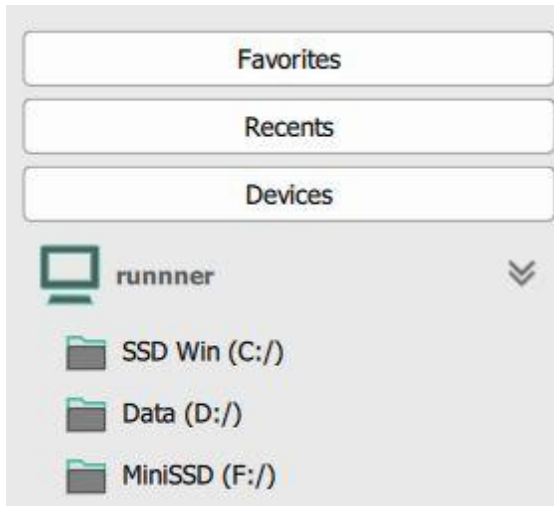 Favorites
Recents
Devices
runnner
SSD Win (C:/)
Data (D:/)
MiniSSD (F:/)